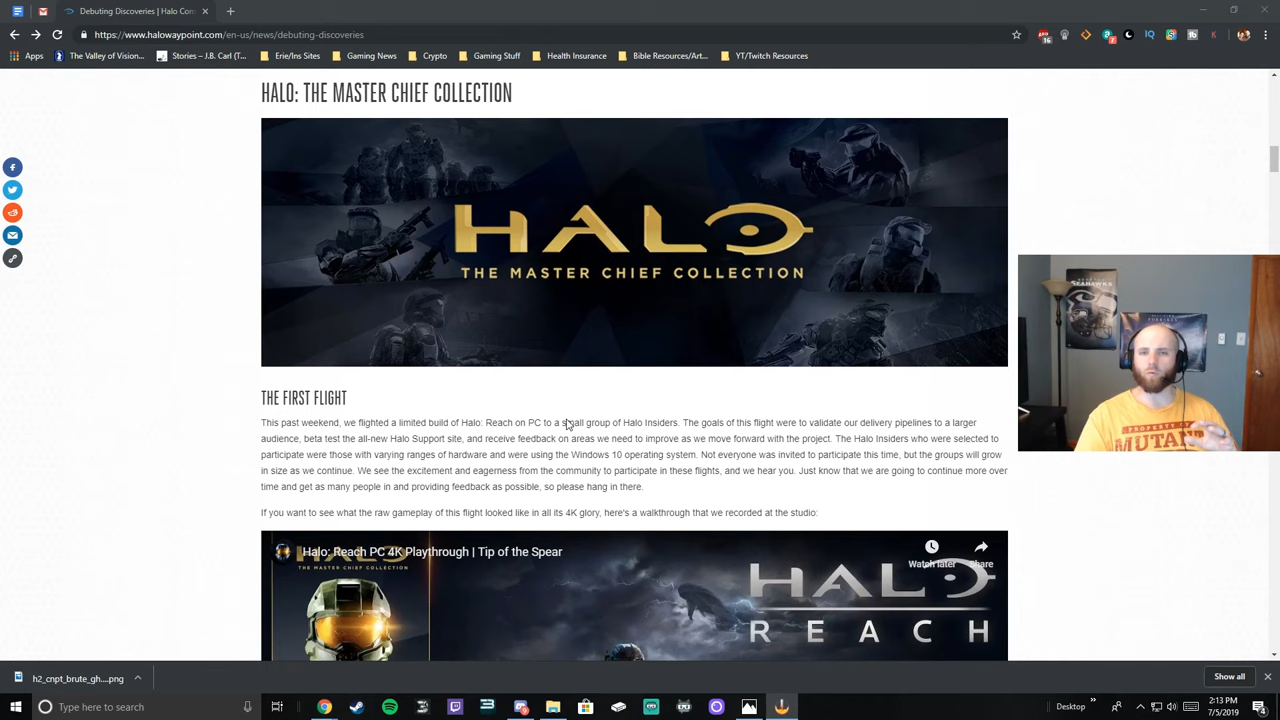 Debuting Discoveries | Halo Com
https://www.halowaypoint.com/en-us/news/debuting-discoveries
Apps
The Valley of Vision...
Stories – J.B. Carl (T...
Erie/Ins Sites
Gaming News
Crypto
Gaming Stuff
Health Insurance
Bible Resources/Art...
YT/Twitch Resources
HALO: THE MASTER CHIEF COLLECTION
HALO
THE MASTER CHIEF COLLECTION
SEAHAWKS
PROPERTY OF
MUTANT
THE FIRST FLIGHT
This past weekend, we flighted a limited build of Halo: Reach on PC to a small group of Halo Insiders. The goals of this flight were to validate our delivery pipelines to a larger
audience, beta test the all-new Halo Support site, and receive feedback on areas we need to improve as we move forward with the project. The Halo Insiders who were selected to
participate were those with varying ranges of hardware and were using the Windows 10 operating system. Not everyone was invited to participate this time, but the groups will grow
in size as we continue. We see the excitement and eagerness from the community to participate in these flights, and we hear you. Just know that we are going to continue more over
time and get as many people in and providing feedback as possible, so please hang in there.
If you want to see what the raw gameplay of this flight looked like in all its 4K glory, here's a walkthrough that we recorded at the studio:
Halo: Reach PC 4K Playthrough | Tip of the Spear
Watch later
Share
HALO
THE MASTER CHIEF COLLECTION
HALO
REACH
h2_cnpt_brute_gh....png
Show all
Type here to search
Desktop
2:13 PM
7/5/2019